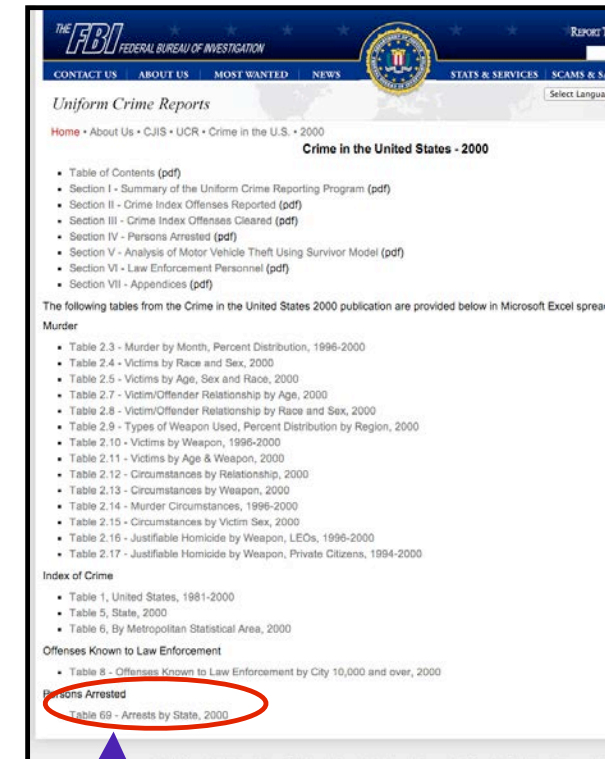 THE FBI FEDERAL BUREAU OF INVESTIGATION
REPORT T
CONTACT US ABOUT US MOST WANTED NEWS STATS & SERVICES SCAMS & SA
Select Langua
Uniform Crime Reports
Home • About Us • CJIS • UCR • Crime in the U.S. • 2000
Crime in the United States - 2000
• Table of Contents (pdf)
• Section I - Summary of the Uniform Crime Reporting Program (pdf)
• Section II - Crime Index Offenses Reported (pdf)
• Section III - Crime Index Offenses Cleared (pdf)
• Section IV - Persons Arrested (pdf)
• Section V - Analysis of Motor Vehicle Theft Using Survivor Model (pdf)
• Section VI - Law Enforcement Personnel (pdf)
• Section VII - Appendices (pdf)
The following tables from the Crime in the United States 2000 publication are provided below in Microsoft Excel sprea
Murder
• Table 2.3 - Murder by Month, Percent Distribution, 1996-2000
• Table 2.4 - Victims by Race and Sex, 2000
• Table 2.5 - Victims by Age, Sex and Race, 2000
• Table 2.7 - Victim/Offender Relationship by Age, 2000
• Table 2.8 - Victim/Offender Relationship by Race and Sex, 2000
• Table 2.9 - Types of Weapon Used, Percent Distribution by Region, 2000
• Table 2.10 - Victims by Weapon, 1996-2000
• Table 2.11 - Victims by Age & Weapon, 2000
• Table 2.12 - Circumstances by Relationship, 2000
• Table 2.13 - Circumstances by Weapon, 2000
• Table 2.14 - Murder Circumstances, 1996-2000
• Table 2.15 - Circumstances by Victim Sex, 2000
• Table 2.16 - Justifiable Homicide by Weapon, LEOs, 1996-2000
• Table 2.17 - Justifiable Homicide by Weapon, Private Citizens, 1994-2000
Index of Crime
• Table 1, United States, 1981-2000
• Table 5, State, 2000
• Table 6, By Metropolitan Statistical Area, 2000
Offenses Known to Law Enforcement
• Table 8 - Offenses Known to Law Enforcement by City 10,000 and over, 2000
Persons Arrested
Table 69 - Arrests by State, 2000